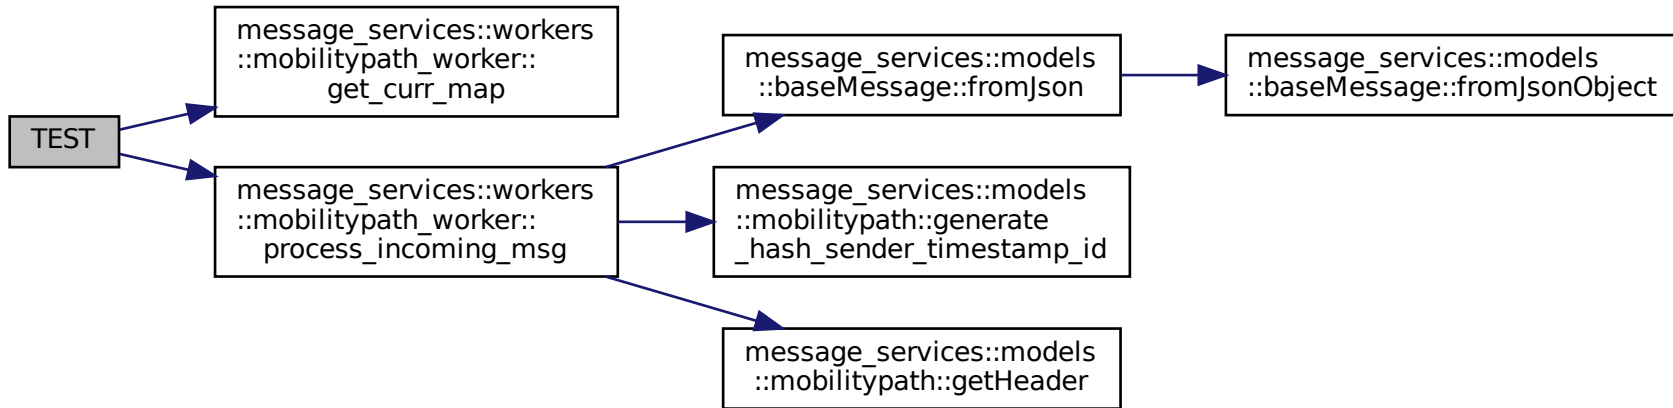 TEST
message_services::workers
::mobilitypath_worker::
get_curr_map
message_services::workers
::mobilitypath_worker::
process_incoming_msg
message_services::models
::baseMessage::fromJson
message_services::models
::baseMessage::fromJsonObject
message_services::models
::mobilitypath::generate
_hash_sender_timestamp_id
message_services::models
::mobilitypath::getHeader